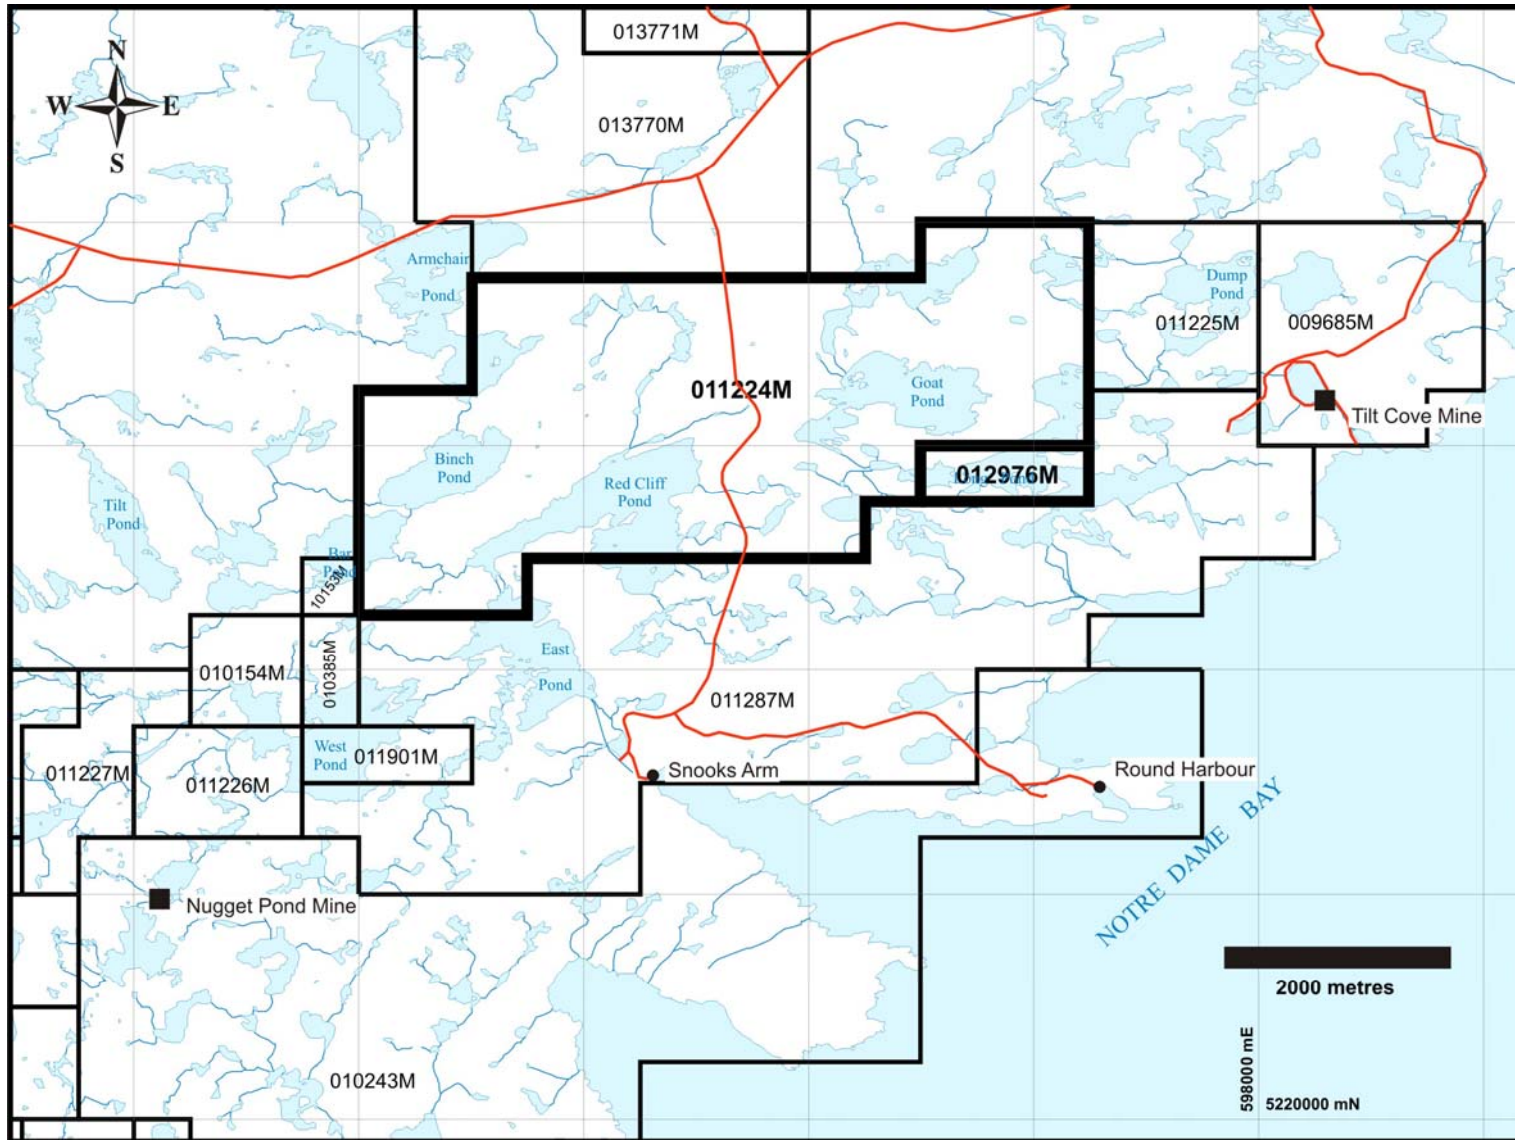 013771M
N
W E
S
013770M
Armchair
Pond
Dump
Pond
011225M
009685M
011224M
Goat
Pond
Tilt Cove Mine
Binch
Pond
012976M
Red Cliff
Pond
Tilt
Pond
10153M
010154M
010385M
East
Pond
011287M
West
Pond
011901M
011227M
011226M
Snooks Arm
Round Harbour
NOTRE DAME BAY
Nugget Pond Mine
2000 metres
598000 mE
5220000 mN
010243M